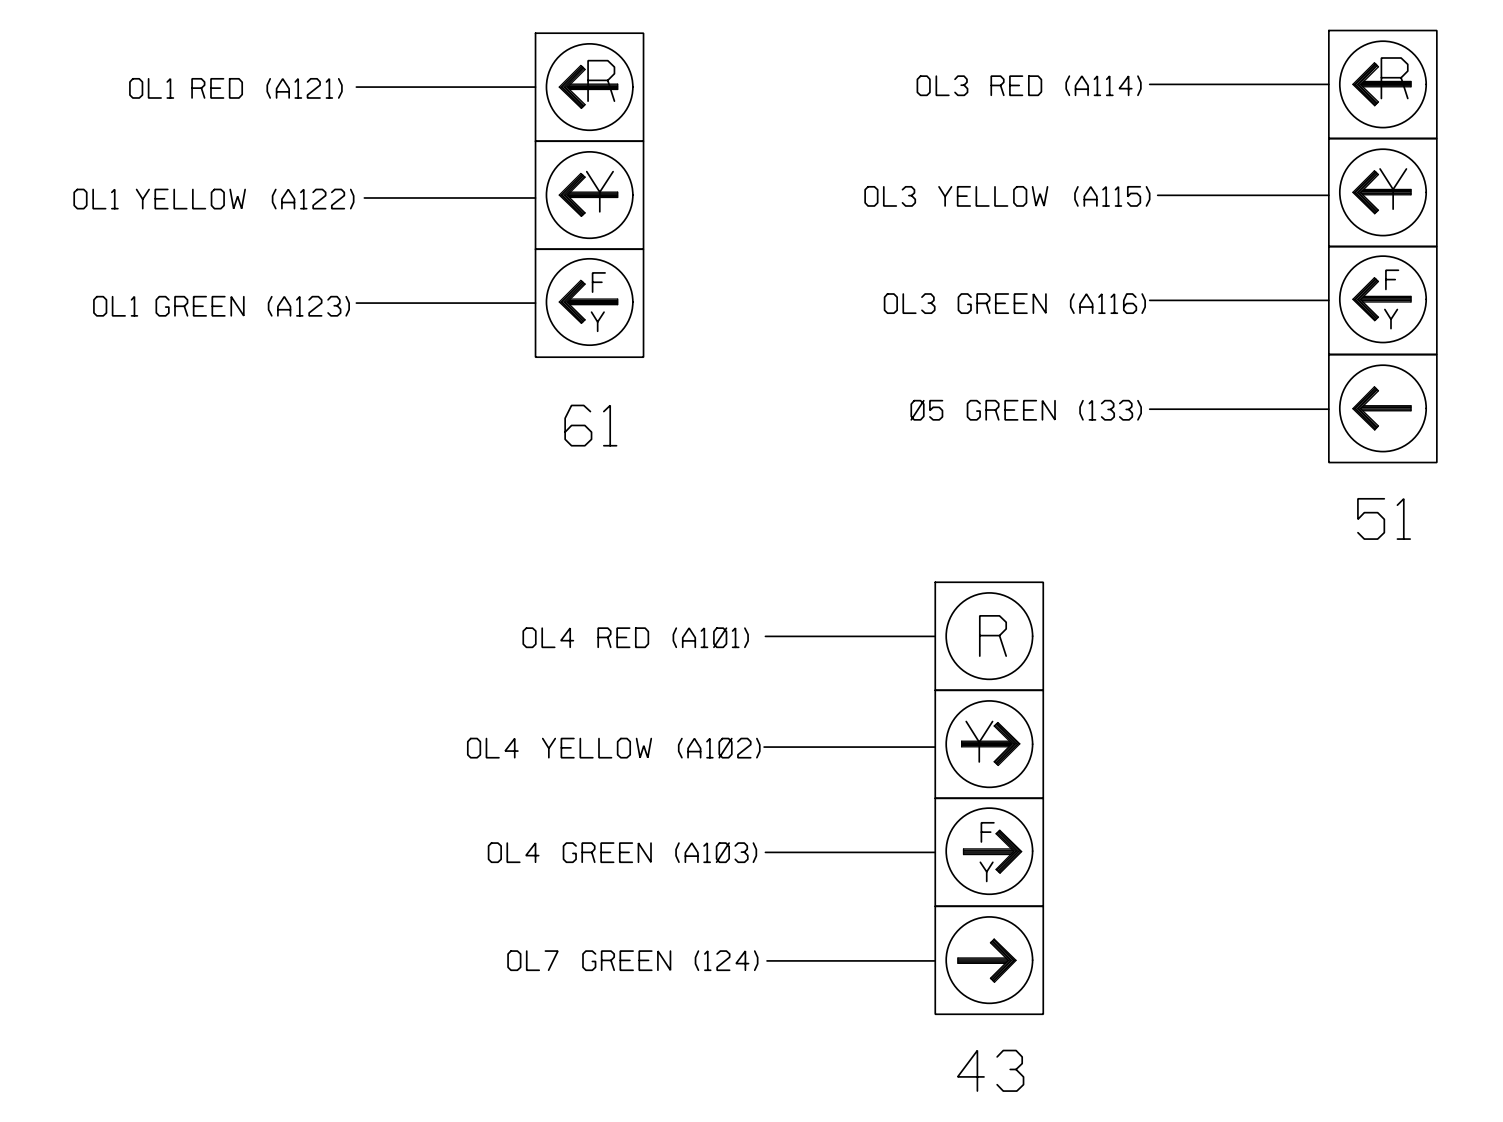 OL1 RED (A121)
R
OL1 YELLOW (A122)
Y
OL1 GREEN (A123)
F
Y
61
OL3 RED (A114)
R
OL3 YELLOW (A115)
Y
OL3 GREEN (A116)
F
Y
Ø5 GREEN (133)
51
OL4 RED (A1Ø1)
R
OL4 YELLOW (A1Ø2)
Y
OL4 GREEN (A1Ø3)
F
Y
OL7 GREEN (124)
43